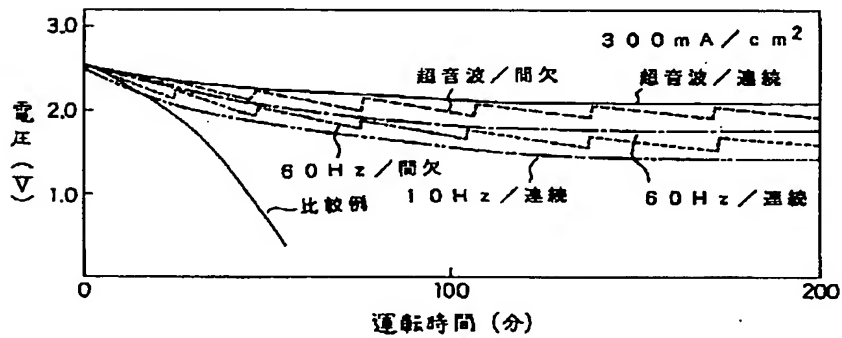 3.0
300mA/cm²
超音波/間欠
超音波/連続
2.0
電圧(V)
60Hz/間欠
1.0
10Hz/連続
60Hz/連続
比較例
0
100
200
運転時間(分)